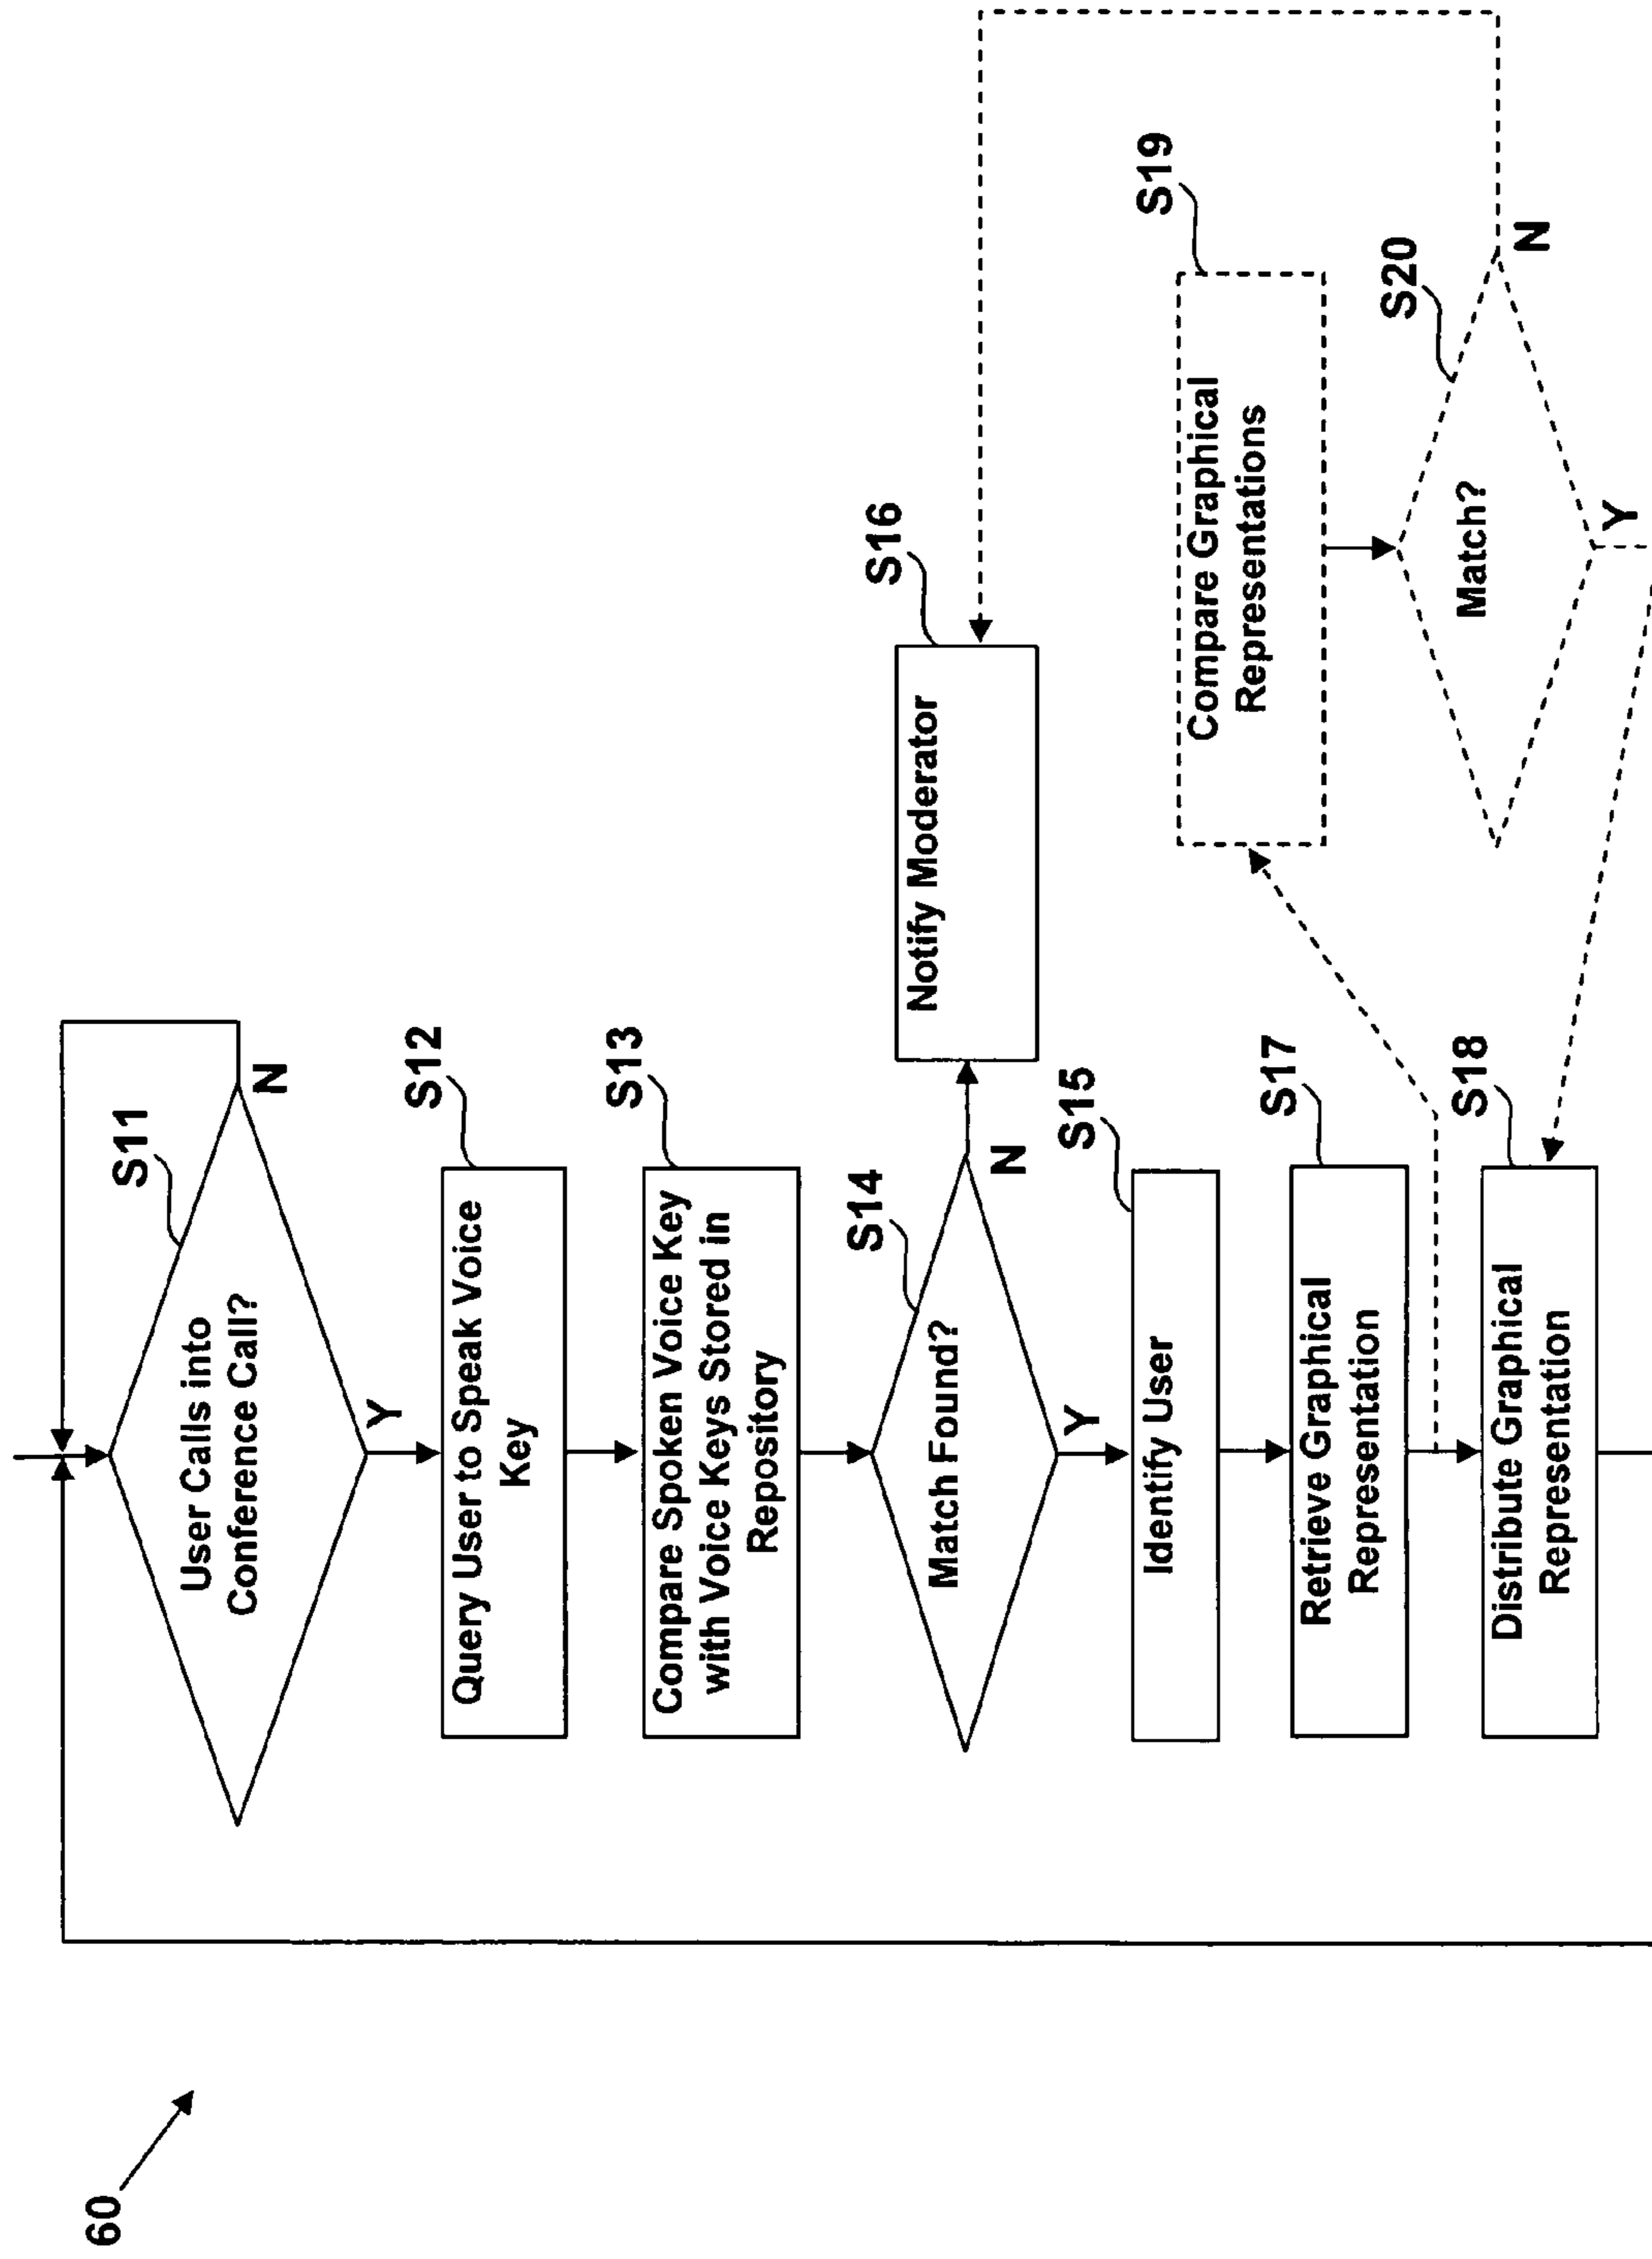 60
S11
User Calls into
Conference Call?
N
Y
S12
Query User to Speak Voice
Key
S13
Compare Spoken Voice Key
with Voice Keys Stored in
Repository
S14
Match Found?
N
Y
S16
Notify Moderator
S15
Identify User
S17
Retrieve Graphical
Representation
S18
Distribute Graphical
Representation
S19
Compare Graphical
Representations
S20
Match?
N
Y